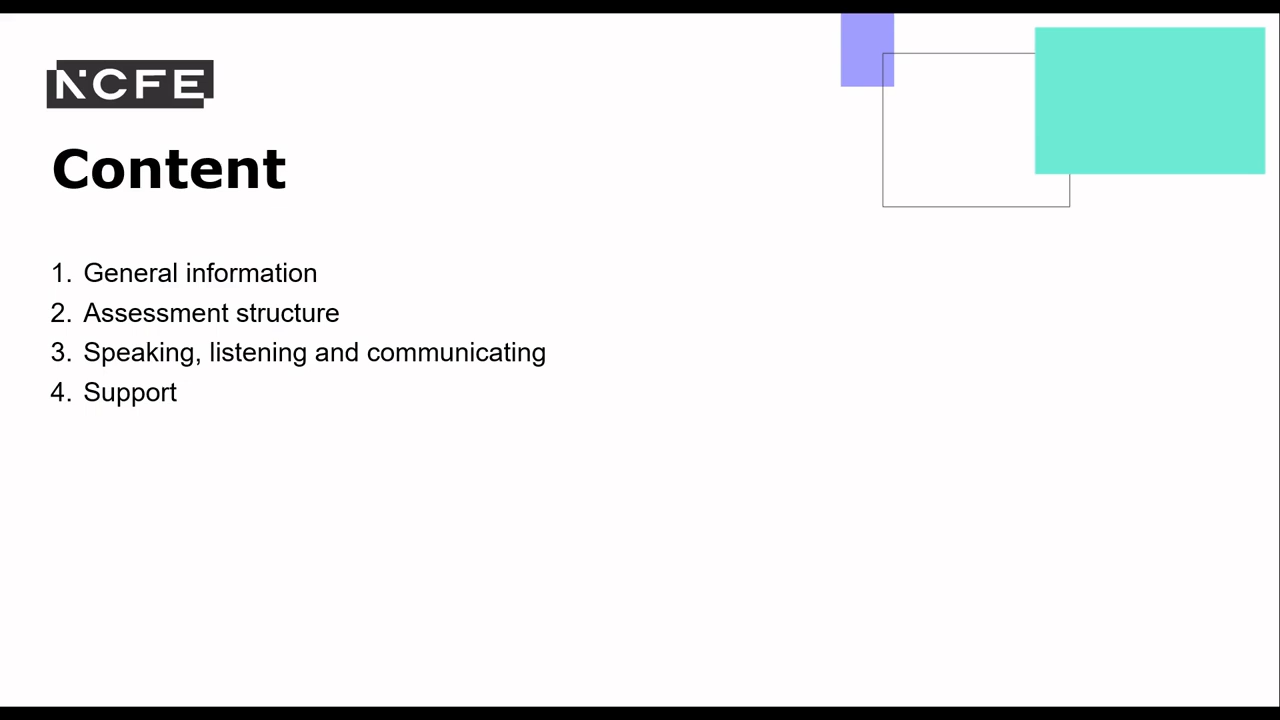 NCFE
Content
1. General information
2. Assessment structure
3. Speaking, listening and communicating
4. Support